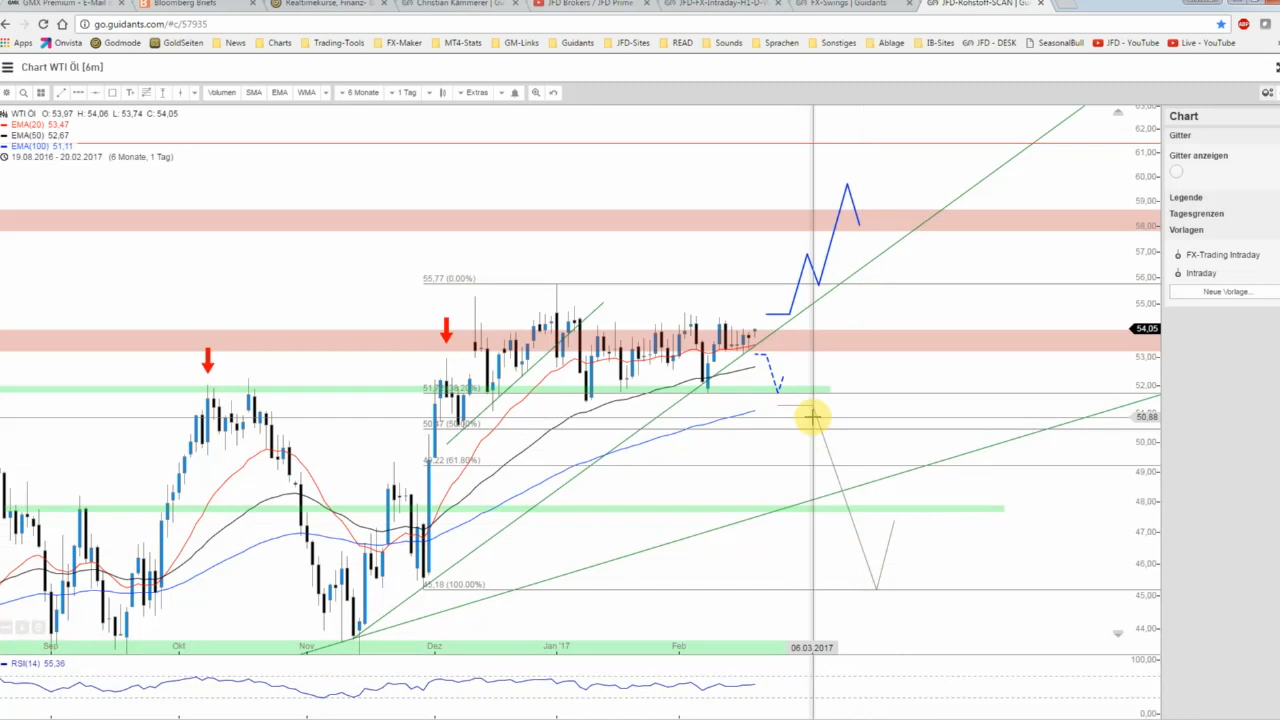 GMX Premium - E-Mail
Bloomberg Briefs
Realtimekurse, Finanz-
Christian Kämmerer | G
JFD Brokers / JFD Prime
JFD-FX-Intraday-H1-D-
FX-Swings | Guidants
JFD-Rohstoff-SCAN | Gu
go.guidants.com/#c/57935
Apps Onvista Godmode GoldSeiten News Charts Trading-Tools FX-Maker MT4-Stats GM-Links Guidants JFD-Sites READ Sounds Sprachen Sonstiges Ablage IB-Sites JFD - DESK SeasonalBull JFD - YouTube Live - YouTube
Chart WTI Öl [6m]
Volumen SMA EMA WMA 6 Monate 1 Tag Extras
WTI Öl O: 53,97 H: 54,06 L: 53,74 C: 54,05
EMA(20) 53,47
EMA(50) 52,67
EMA(100) 51,11
19.08.2016 - 20.02.2017 (6 Monate, 1 Tag)
63,00
62,00
61,00
60,00
59,00
58,00
57,00
56,00
55,00
54,05
53,00
52,00
50,88
50,00
49,00
48,00
47,00
46,00
45,00
44,00
55,77 (0.00%)
50,47 (50.00%)
49,22 (61.80%)
45,18 (100.00%)
Sep Okt Nov Dez Jan '17 Feb 06.03.2017
RSI(14) 55,36
100,00
0,00
Chart
Gitter
Gitter anzeigen
Legende
Tagesgrenzen
Vorlagen
FX-Trading Intraday
Intraday
Neue Vorlage...